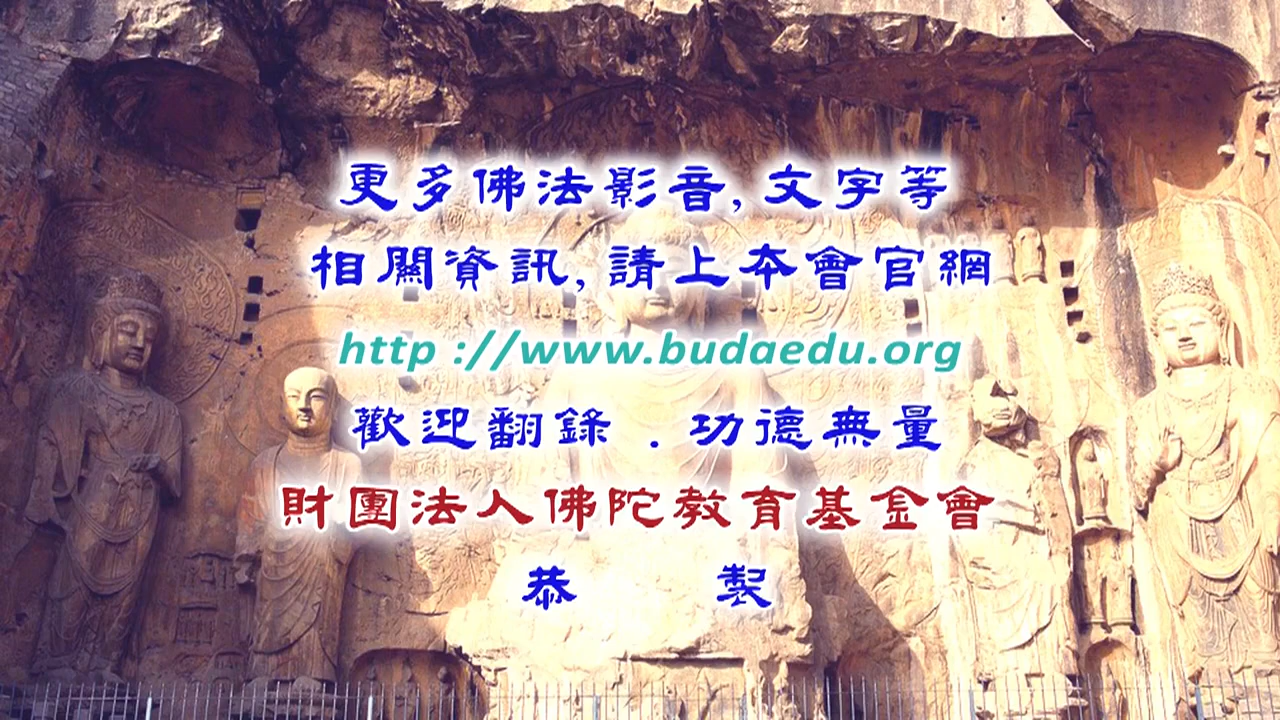 更多佛法影音,文字等
相關資訊,請上本會官網
http ://www.budaedu.org
歡迎翻錄 . 功德無量
財團法人佛陀教育基金會
恭 製